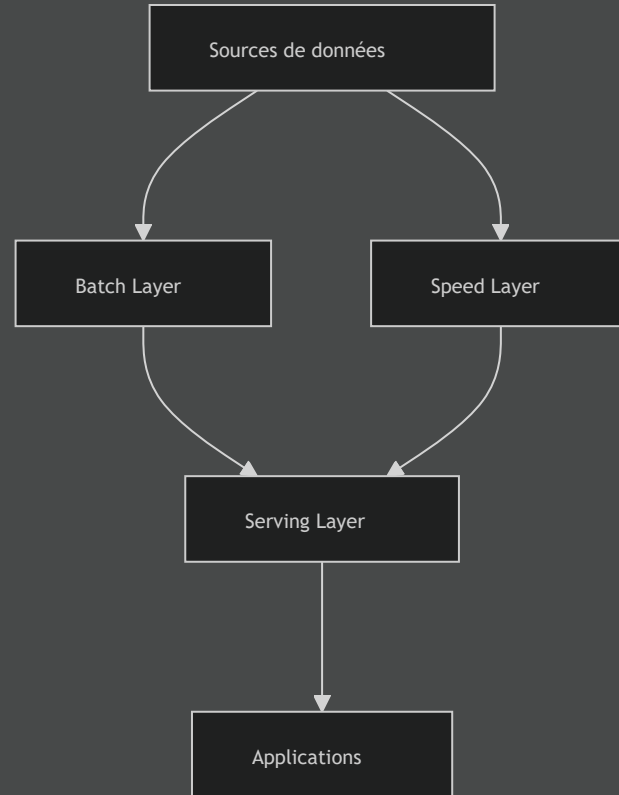 Sources de données
Batch Layer
Speed Layer
Serving Layer
Applications